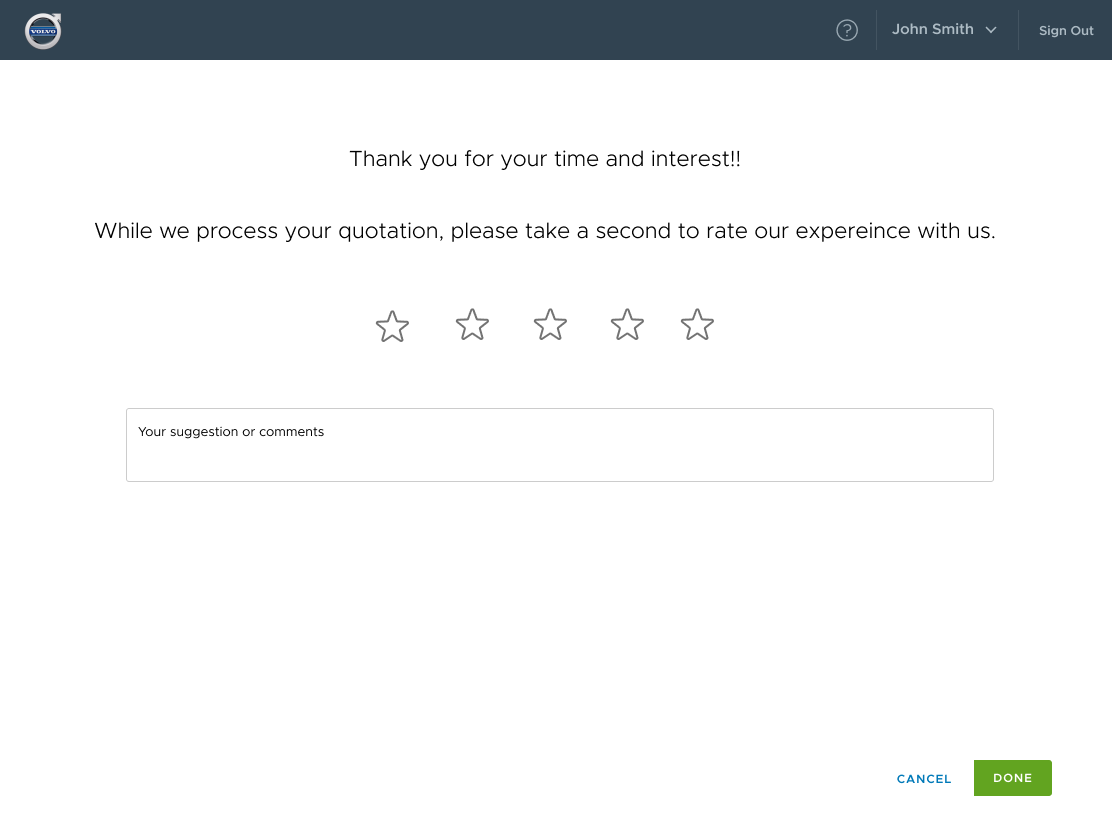 VOLVO
?
John Smith
Sign Out
Thank you for your time and interest!!
While we process your quotation, please take a second to rate our expereince with us.
Your suggestion or comments
CANCEL
DONE